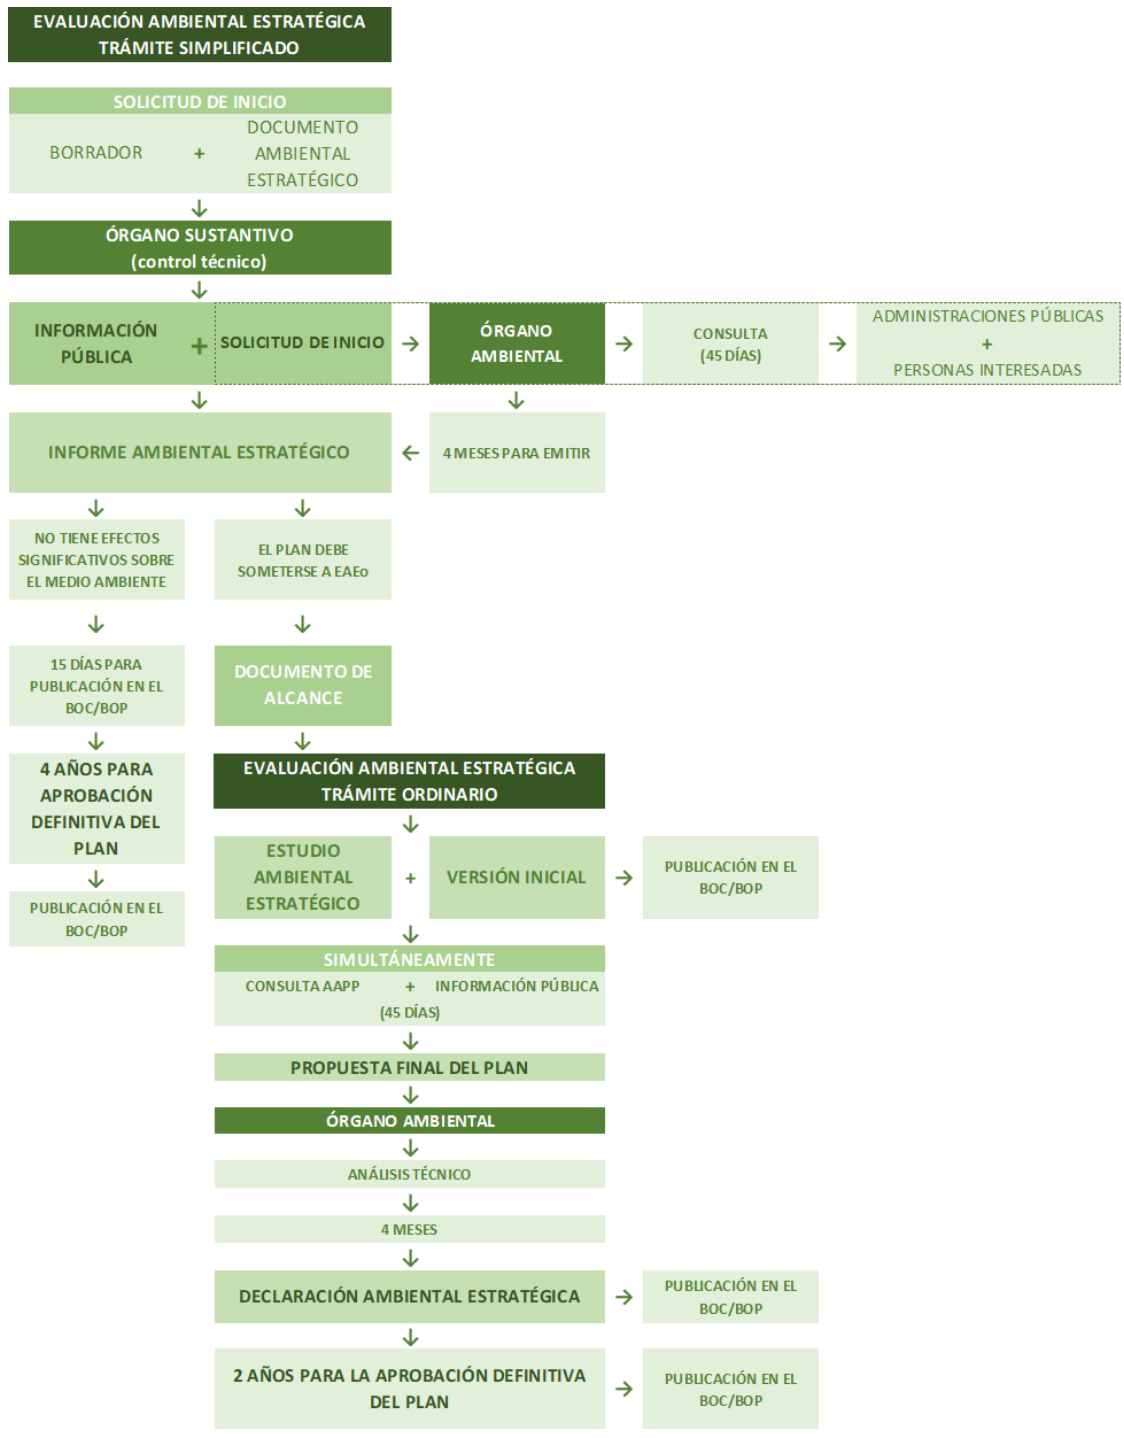 EVALUACIÓN AMBIENTAL ESTRATÉGICA
TRÁMITE SIMPLIFICADO
SOLICITUD DE INICIO
BORRADOR
+
DOCUMENTO
AMBIENTAL
ESTRATÉGICO
ÓRGANO SUSTANTIVO
(control técnico)
INFORMACIÓN
PÚBLICA
+
SOLICITUD DE INICIO
ÓRGANO
AMBIENTAL
CONSULTA
(45 DÍAS)
ADMINISTRACIONES PÚBLICAS
+
PERSONAS INTERESADAS
INFORME AMBIENTAL ESTRATÉGICO
4 MESES PARA EMITIR
NO TIENE EFECTOS
SIGNIFICATIVOS SOBRE
EL MEDIO AMBIENTE
EL PLAN DEBE
SOMETERSE A EAEo
15 DÍAS PARA
PUBLICACIÓN EN EL
BOC/BOP
DOCUMENTO DE
ALCANCE
4 AÑOS PARA
APROBACIÓN
DEFINITIVA DEL
PLAN
EVALUACIÓN AMBIENTAL ESTRATÉGICA
TRÁMITE ORDINARIO
PUBLICACIÓN EN EL
BOC/BOP
ESTUDIO
AMBIENTAL
ESTRATÉGICO
+
VERSIÓN INICIAL
PUBLICACIÓN EN EL
BOC/BOP
SIMULTÁNEAMENTE
CONSULTA AAPP + INFORMACIÓN PÚBLICA
(45 DÍAS)
PROPUESTA FINAL DEL PLAN
ÓRGANO AMBIENTAL
ANÁLISIS TÉCNICO
4 MESES
DECLARACIÓN AMBIENTAL ESTRATÉGICA
PUBLICACIÓN EN EL
BOC/BOP
2 AÑOS PARA LA APROBACIÓN DEFINITIVA
DEL PLAN
PUBLICACIÓN EN EL
BOC/BOP